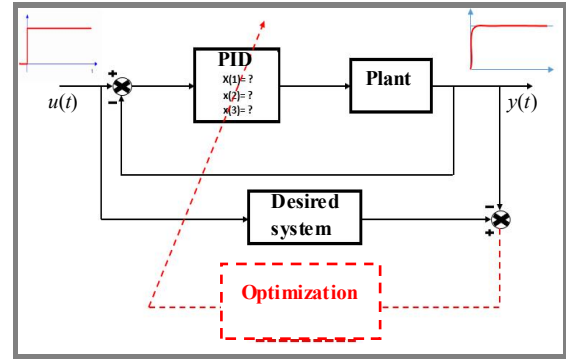 PID
X(1)= ?
x(2)= ?
x(3)= ?
Plant
+
−
u(t)
y(t)
Desired
system
−
+
Optimization